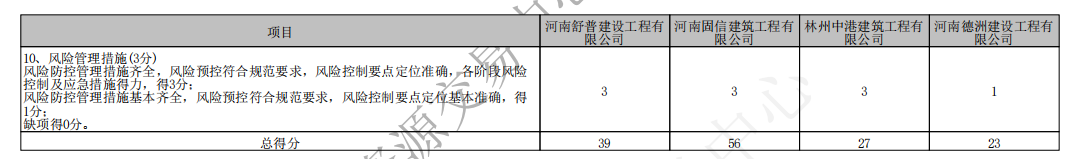 项目
河南舒普建设工程有
限公司
河南固信建筑工程有
限公司
林州中港建筑工程有
限公司
河南德洲建设工程有
限公司
10、风险管理措施(3分)
风险防控管理措施齐全，风险预控符合规范要求，风险控制要点定位准确，各阶段风险
控制及应急措施得力，得3分；
风险防控管理措施基本齐全，风险预控符合规范要求，风险控制要点定位基本准确，得
1分；
缺项得0分。
3
3
3
1
总得分
39
56
27
23
源交易中心